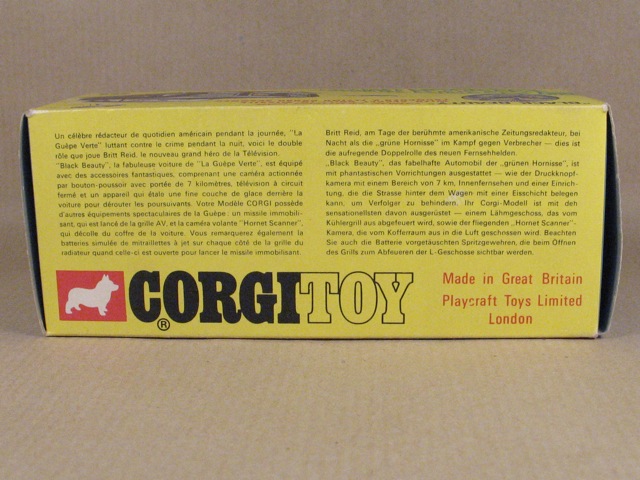 Un célèbre rédacteur de quotidien américain pendant la journée, "La
Guêpe Verte" luttant contre le crime pendant la nuit, voici le double
rôle que joue Britt Reid, le nouveau grand héro de la Télévision.
"Black Beauty", la fabuleuse voiture de "La Guêpe Verte", est équipé
avec des accessoires fantastiques, comprenant une caméra actionnée
par bouton-poussoir avec portée de 7 kilomètres, télévision à circuit
fermé et un appareil qui étale une fine couche de glace derrière la
voiture pour dérouter les poursuivants. Votre Modèle CORGI possède
d'autres équipements spectaculaires de la Guêpe : un missile immobili-
sant, qui est lancé de la grille AV, et la caméra volante "Hornet Scanner",
qui décolle du coffre de la voiture. Vous remarquerez également la
batteries simulée de mitraillettes à jet sur chaque côté de la grille du
radiateur quand celle-ci est ouverte pour lancer le missile immobilisant.
Britt Reid, am Tage der berühmte amerikanische Zeitungsredakteur, bei
Nacht als die „grüne Hornisse" im Kampf gegen Verbrecher — dies ist
die aufregende Doppelrolle des neuen Fernsehhelden.
„Black Beauty", das fabelhafte Automobil der „grünen Hornisse", ist
mit phantastischen Vorrichtungen ausgestattet — wie der Druckknopf-
kamera mit einem Bereich von 7 km, Innenfernsehen und einer Einrich-
tung, die die Strasse hinter dem Wagen mit einer Eisschicht belegen
kann, um Verfolger zu behindern. Ihr Corgi-Modell ist mit den
sensationellsten davon ausgerüstet — einem Lähmgeschoss, das vom
Kühlergrill aus abgefeuert wird, sowie der fliegenden „Hornet Scanner"-
Kamera, die vom Kofferraum aus in die Luft geschossen wird. Beachten
Sie auch die Batterie vorgetäuschten Spritzgewehren, die beim Öffnen
des Grills zum Abfeueren der L-Geschosse sichtbar werden.
CORGI TOY
®
Made in Great Britain
Playcraft Toys Limited
London